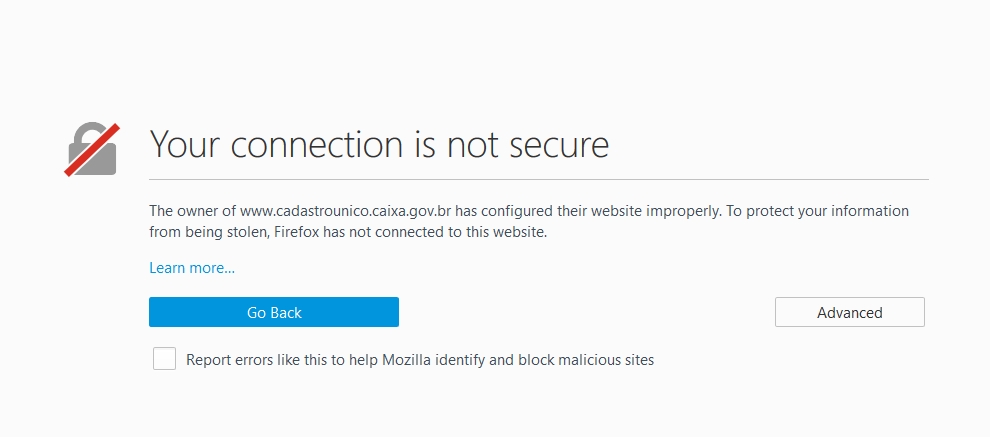 Your connection is not secure
The owner of www.cadastrounico.caixa.gov.br has configured their website improperly. To protect your information
from being stolen, Firefox has not connected to this website.
Learn more...
Go Back
Advanced
Report errors like this to help Mozilla identify and block malicious sites